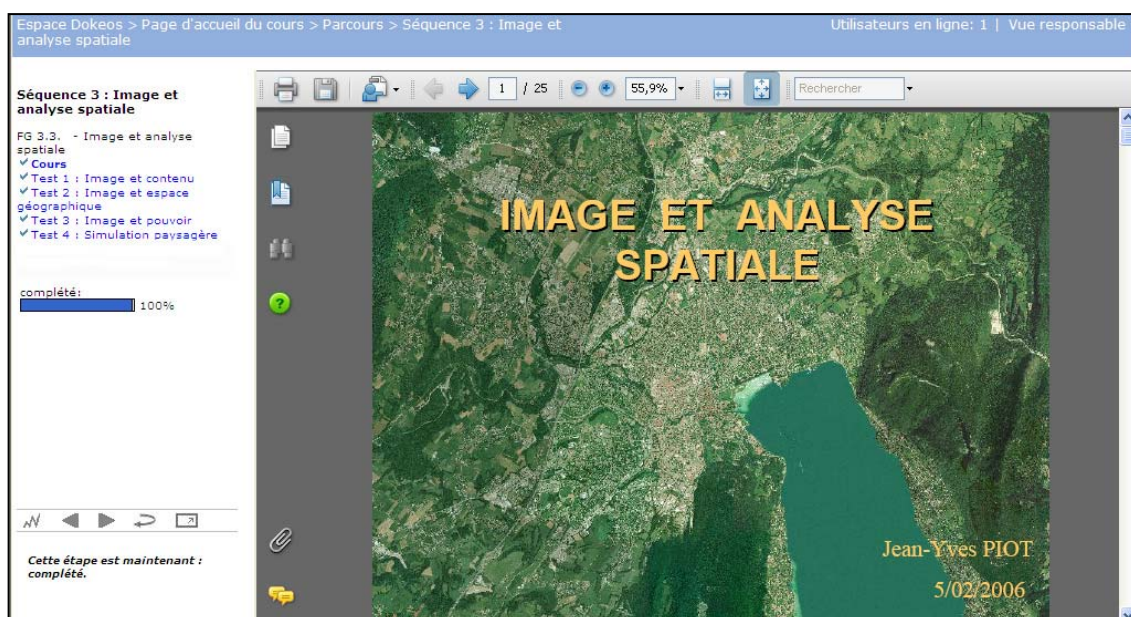 Espace Dokeos > Page d'accueil du cours > Parcours > Séquence 3 : Image et
analyse spatiale
Utilisateurs en ligne: 1 | Vue responsable
Séquence 3 : Image et
analyse spatiale
FG 3.3. - Image et analyse
spatiale
Cours
Test 1 : Image et contenu
Test 2 : Image et espace
géographique
Test 3 : Image et pouvoir
Test 4 : Simulation paysagère
complété:
100%
Cette étape est maintenant :
complété.
1 / 25
55,9%
Rechercher
IMAGE ET ANALYSE
SPATIALE
Jean-Yves PIOT
5/02/2006